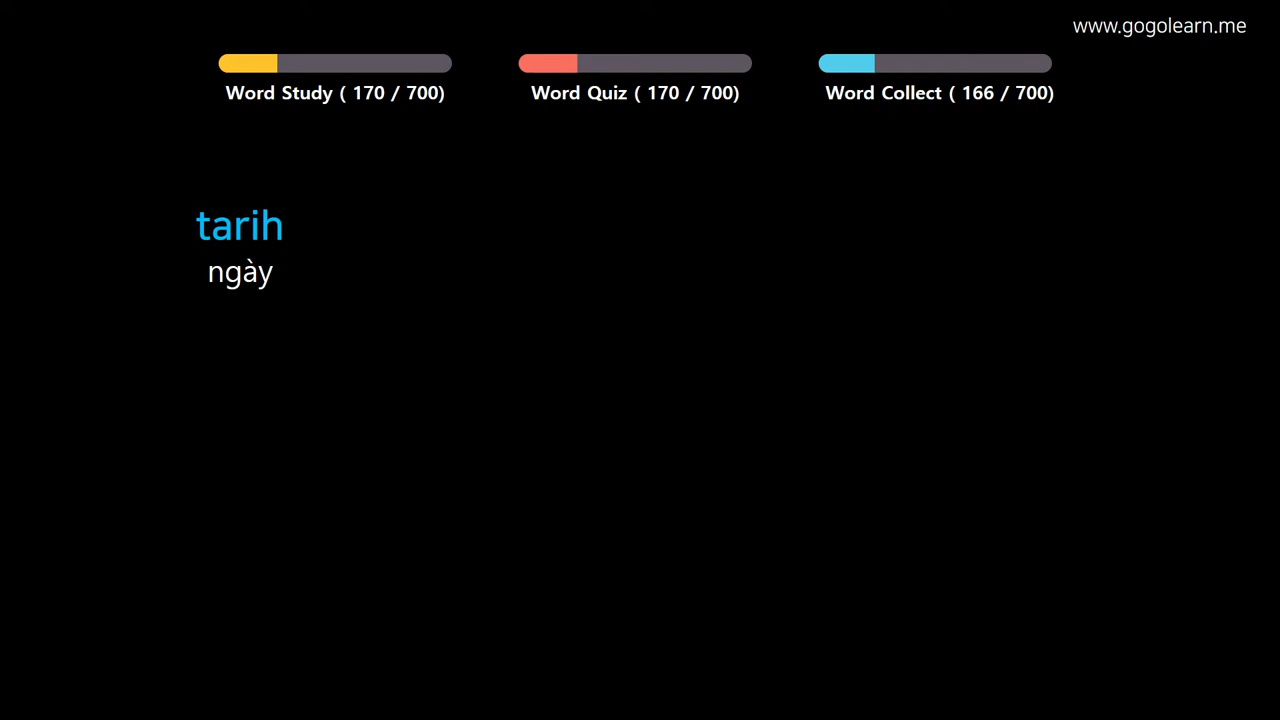 www.gogolearn.me
Word Study ( 170 / 700)
Word Quiz ( 170 / 700)
Word Collect ( 166 / 700)
tarih
ngày